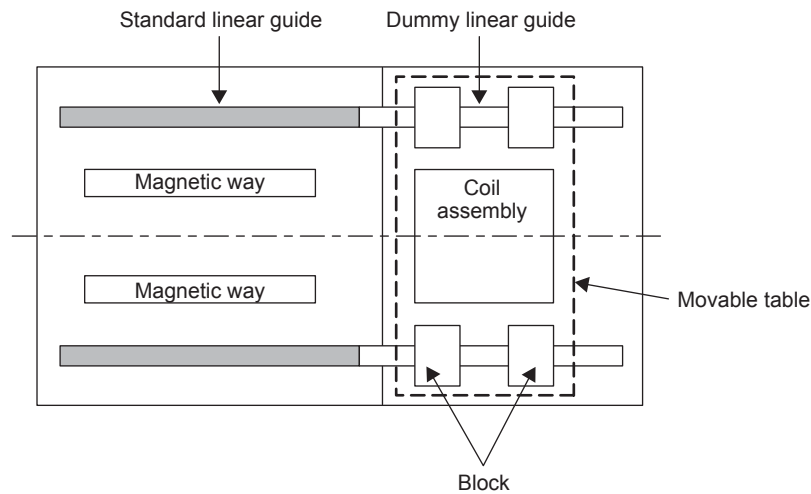 Standard linear guide
Dummy linear guide
Magnetic way
Coil
assembly
Magnetic way
Movable table
Block